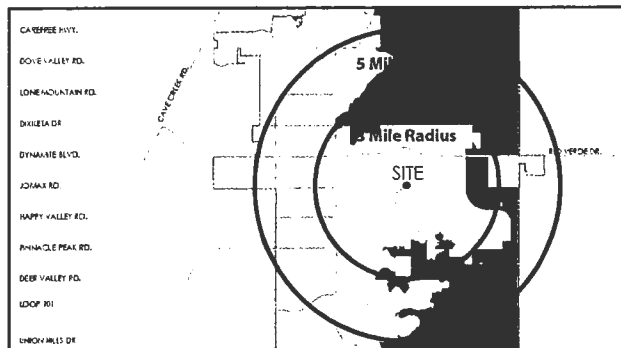 CAREFREE HWY.
DOVE VALLEY RD.
LONE MOUNTAIN RD.
DIXILETA DR
DYNAMITE BLVD.
JOMAX RD.
HAPPY VALLEY RD.
PINNACLE PEAK RD.
DEER VALLEY RD.
LOOP 101
UNION HILLS DR
CAVE CREEK RD.
5 Mil
3 Mile Radius
SITE
RIO VERDE DR.